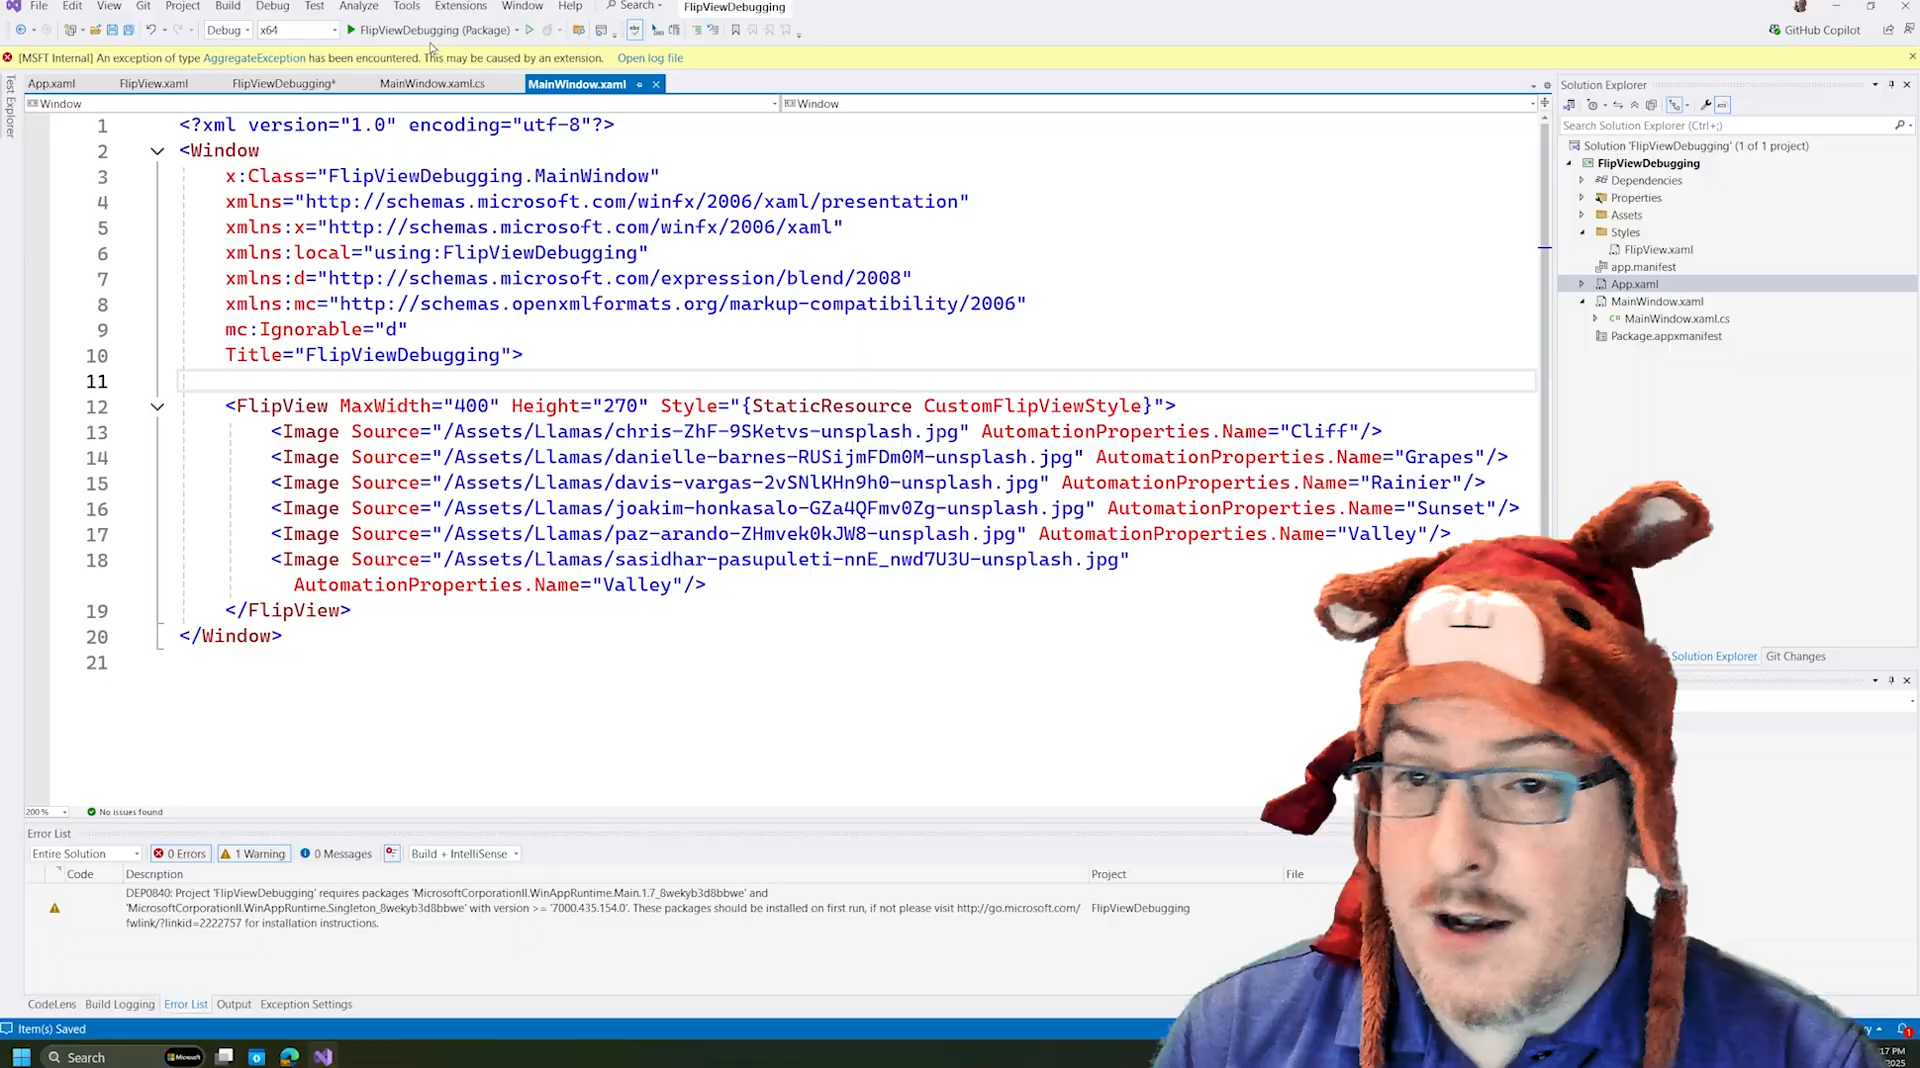 File Edit View Git Project Build Debug Test Analyze Tools Extensions Window Help Search FlipViewDebugging
Debug x64 FlipViewDebugging (Package) GitHub Copilot
[MSFT Internal] An exception of type AggregateException has been encountered. This may be caused by an extension. Open log file
App.xaml FlipView.xaml FlipViewDebugging* MainWindow.xaml.cs MainWindow.xaml
Window Window
Test Explorer
1 <?xml version="1.0" encoding="utf-8"?>
2 <Window
3 x:Class="FlipViewDebugging.MainWindow"
4 xmlns="http://schemas.microsoft.com/winfx/2006/xaml/presentation"
5 xmlns:x="http://schemas.microsoft.com/winfx/2006/xaml"
6 xmlns:local="using:FlipViewDebugging"
7 xmlns:d="http://schemas.microsoft.com/expression/blend/2008"
8 xmlns:mc="http://schemas.openxmlformats.org/markup-compatibility/2006"
9 mc:Ignorable="d"
10 Title="FlipViewDebugging">
11
12 <FlipView MaxWidth="400" Height="270" Style="{StaticResource CustomFlipViewStyle}">
13 <Image Source="/Assets/Llamas/chris-ZhF-9SKetvs-unsplash.jpg" AutomationProperties.Name="Cliff"/>
14 <Image Source="/Assets/Llamas/danielle-barnes-RUSijmFDm0M-unsplash.jpg" AutomationProperties.Name="Grapes"/>
15 <Image Source="/Assets/Llamas/davis-vargas-2vSNlKHn9h0-unsplash.jpg" AutomationProperties.Name="Rainier"/>
16 <Image Source="/Assets/Llamas/joakim-honkasalo-GZa4QFmv0Zg-unsplash.jpg" AutomationProperties.Name="Sunset"/>
17 <Image Source="/Assets/Llamas/paz-arando-ZHmvek0kJW8-unsplash.jpg" AutomationProperties.Name="Valley"/>
18 <Image Source="/Assets/Llamas/sasidhar-pasupuleti-nnE_nwd7U3U-unsplash.jpg"
AutomationProperties.Name="Valley"/>
19 </FlipView>
20 </Window>
21
200 % No issues found
Solution Explorer
Search Solution Explorer (Ctrl+;)
Solution 'FlipViewDebugging' (1 of 1 project)
FlipViewDebugging
Dependencies
Properties
Assets
Styles
FlipView.xaml
app.manifest
App.xaml
MainWindow.xaml
MainWindow.xaml.cs
Package.appxmanifest
Solution Explorer Git Changes
Error List
Entire Solution 0 Errors 1 Warning 0 Messages Build + IntelliSense
Code Description Project File
DEP0840: Project 'FlipViewDebugging' requires packages 'MicrosoftCorporationII.WinAppRuntime.Main.1.7_8wekyb3d8bbwe' and
'MicrosoftCorporationII.WinAppRuntime.Singleton_8wekyb3d8bbwe' with version >= '7000.435.154.0'. These packages should be installed on first run, if not please visit http://go.microsoft.com/ FlipViewDebugging
fwlink/?linkid=2222757 for installation instructions.
CodeLens Build Logging Error List Output Exception Settings
Item(s) Saved
Search Microsoft
:17 PM
2025